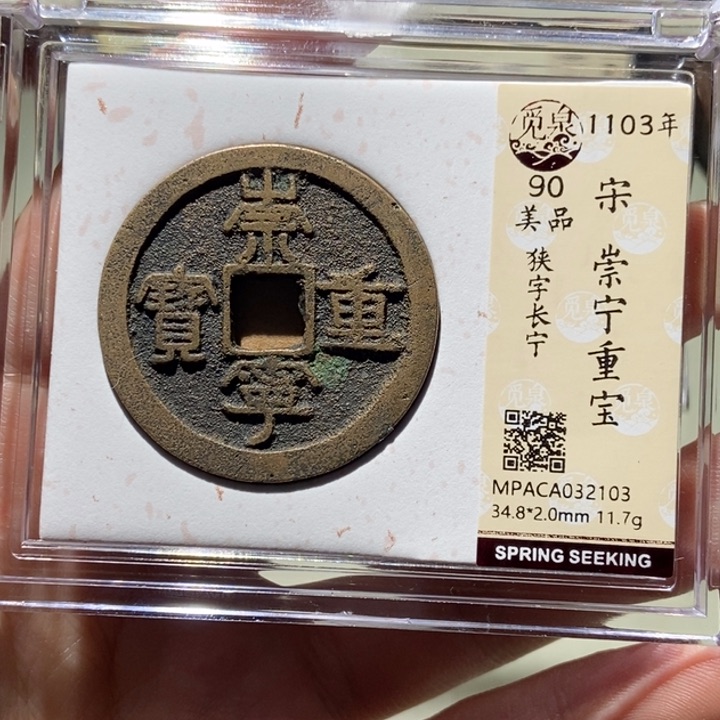 崇
重
寧
寶
觅泉
1103年
90
美品
狭字长宁
宋 崇宁重宝
MPACA032103
34.8*2.0mm 11.7g
SPRING SEEKING